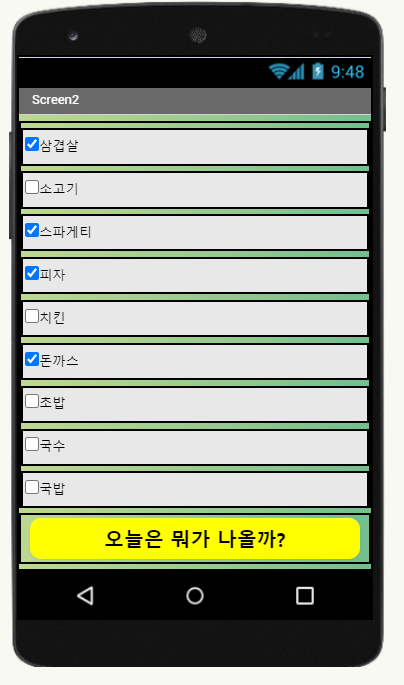 9:48
Screen2
삼겹살
소고기
스파게티
피자
치킨
돈까스
초밥
국수
국밥
오늘은 뭐가 나올까?